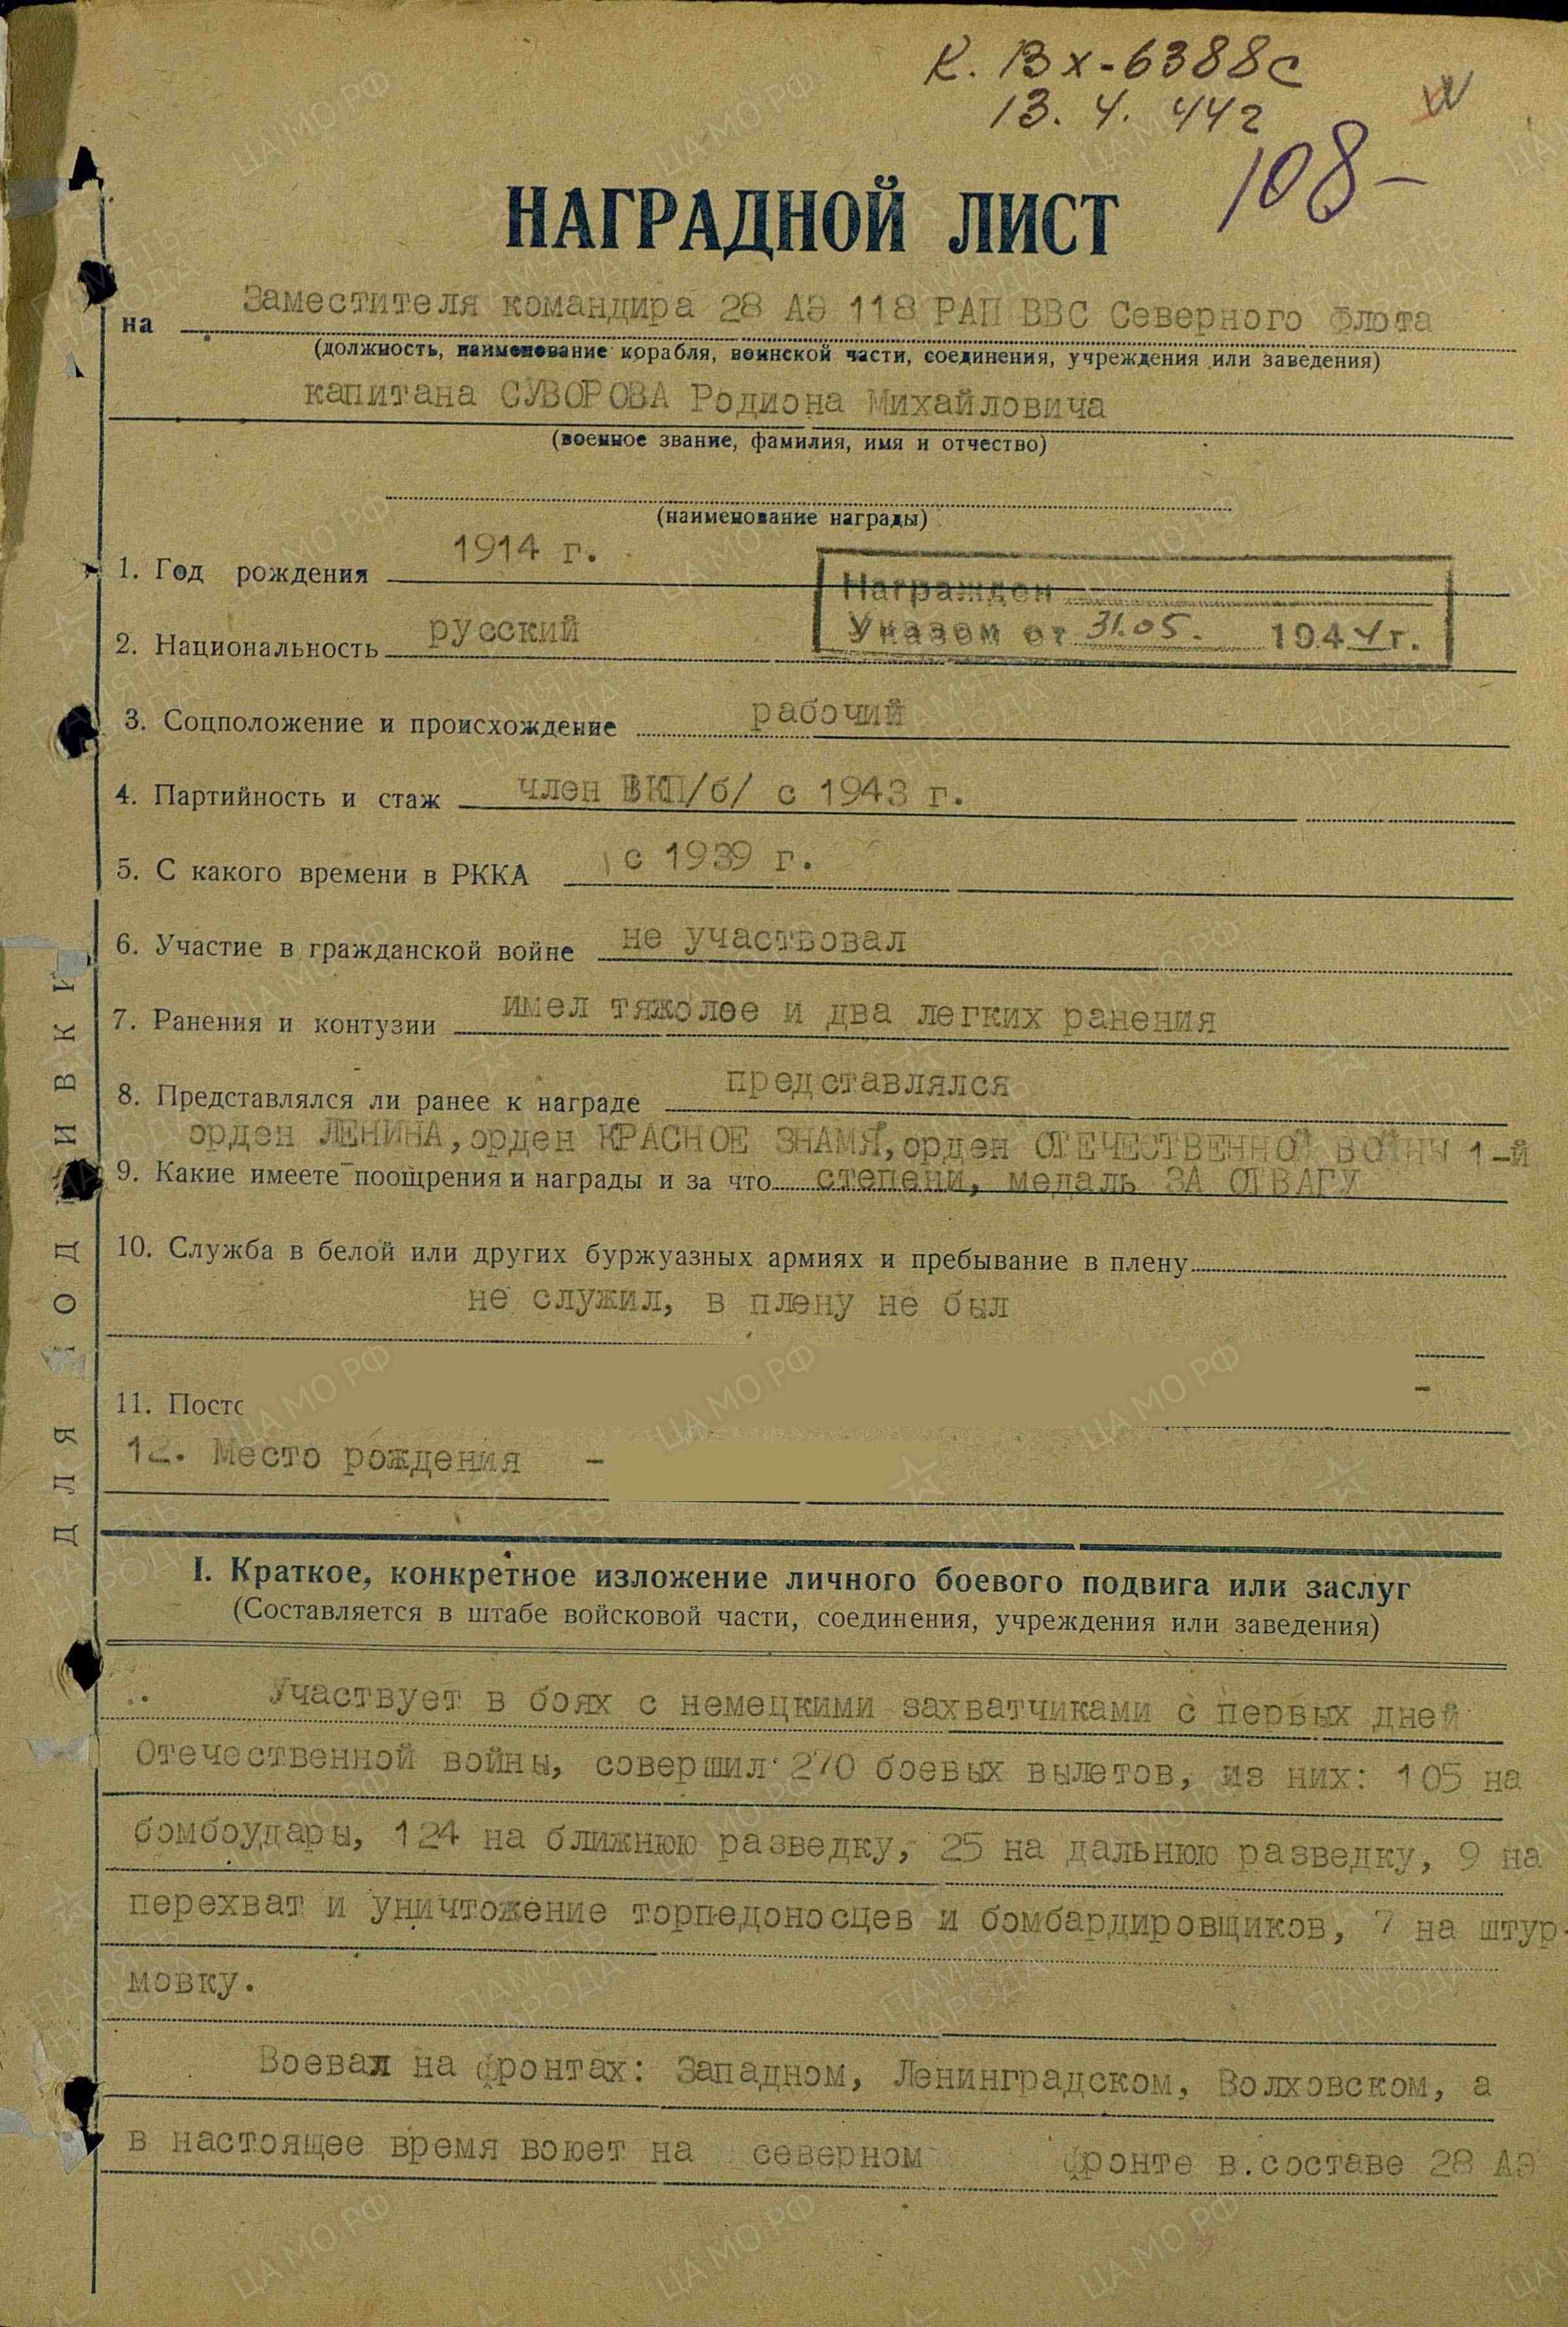 К. Вх-6388с
13. 4. 44г
108-
НАГРАДНОЙ ЛИСТ
на Заместителя командира 28 АЭ 118 РАП ВВС Северного флота
(должность, наименование корабля, воинской части, соединения, учреждения или заведения)
капитана СУВОРОВА Родиона Михайловича
(военное звание, фамилия, имя и отчество)
(наименование награды)
1. Год рождения 1914 г.
Награжден
Указом от 31.05. 1944 г.
2. Национальность русский
3. Соцположение и происхождение рабочий
4. Партийность и стаж член ВКП/б/ с 1943 г.
5. С какого времени в РККА с 1939 г.
6. Участие в гражданской войне не участвовал
7. Ранения и контузии имел тяжолое и два легких ранения
8. Представлялся ли ранее к награде представлялся
орден ЛЕНИНА, орден КРАСНОЕ ЗНАМЯ, орден ОТЕЧЕСТВЕННОЙ ВОЙНЫ 1-й
9. Какие имеете поощрения и награды и за что степени, медаль ЗА ОТВАГУ
10. Служба в белой или других буржуазных армиях и пребывание в плену
не служил, в плену не был
11. Постс
12. Место рождения -
I. Краткое, конкретное изложение личного боевого подвига или заслуг
(Составляется в штабе войсковой части, соединения, учреждения или заведения)
Участвует в боях с немецкими захватчиками с первых дней
Отечественной войны, совершил 270 боевых вылетов, из них: 105 на
бомбоудары, 124 на ближнюю разведку, 25 на дальнюю разведку, 9 на
перехват и уничтожение торпедоносцев и бомбардировщиков, 7 на штур-
мовку.
Воевал на фронтах: Западном, Ленинградском, Волховском, а
в настоящее время воюет на северном фронте в.составе 28 АЭ
ДЛЯ ПОДШИВКИ
ЦА МО РФ
ПАМЯТЬ НАРОДА